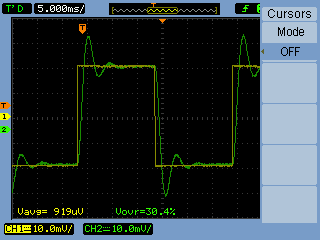 T'D 5.000ms/
Cursors
Mode
OFF
T
T
1
2
Vavg= 919uV Vovr=30.4%
CH1 10.0mV/ CH2 10.0mV/